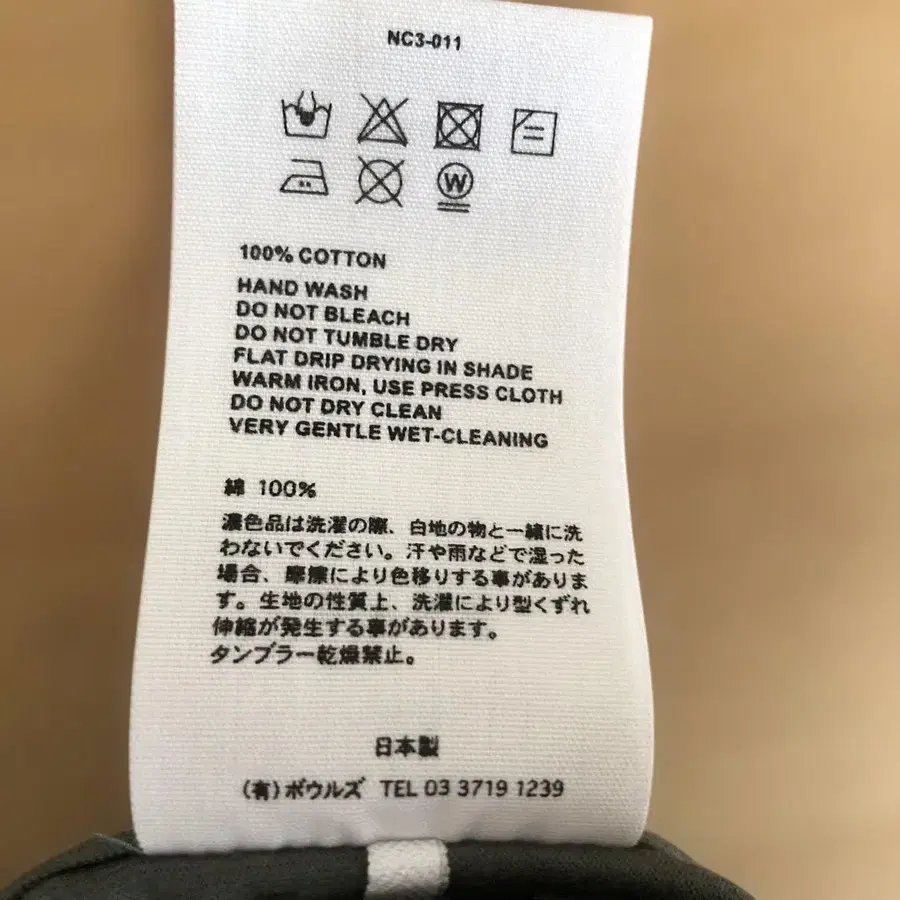 NC3-011
W
100% COTTON
HAND WASH
DO NOT BLEACH
DO NOT TUMBLE DRY
FLAT DRIP DRYING IN SHADE
WARM IRON, USE PRESS CLOTH
DO NOT DRY CLEAN
VERY GENTLE WET-CLEANING
綿 100%
濃色品は洗濯の際、白地の物と一緒に洗
わないでください。汗や雨などで湿った
場合、摩擦により色移りする事がありま
す。生地の性質上、洗濯により型くずれ
伸縮が発生する事があります。
タンブラー乾燥禁止。
日本製
(有)ボウルズ TEL 03 3719 1239